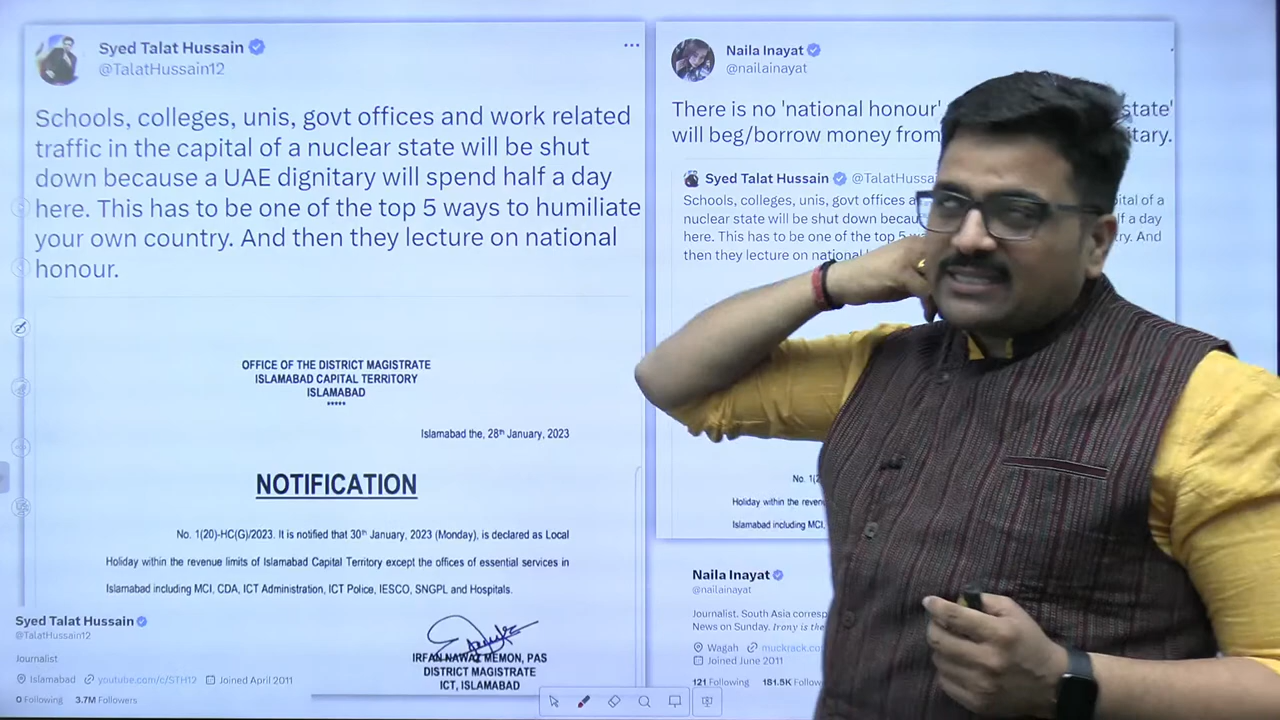 Syed Talat Hussain
@TalatHussain12
Schools, colleges, unis, govt offices and work related
traffic in the capital of a nuclear state will be shut
down because a UAE dignitary will spend half a day
here. This has to be one of the top 5 ways to humiliate
your own country. And then they lecture on national
honour.
OFFICE OF THE DISTRICT MAGISTRATE
ISLAMABAD CAPITAL TERRITORY
ISLAMABAD
*****
Islamabad the, 28th January, 2023
NOTIFICATION
No. 1(20)-HC(G)/2023. It is notified that 30th January, 2023 (Monday), is declared as Local
Holiday within the revenue limits of Islamabad Capital Territory except the offices of essential services in
Islamabad including MCI, CDA, ICT Administration, ICT Police, IESCO, SNGPL and Hospitals.
IRFAN NAWAZ MEMON, PAS
DISTRICT MAGISTRATE
ICT, ISLAMABAD
Syed Talat Hussain
@TalatHussain12
Journalist
Islamabad youtube.com/c/STH12 Joined April 2011
0 Following 3.7M Followers
Naila Inayat
@nailainayat
There is no 'national honour' state'
will beg/borrow money from
Syed Talat Hussain
Schools, colleges, unis, govt offices of a
nuclear state will be shut down half a day
here. This has to be one of the top 5 And
then they lecture on national
No.
Holiday within the
Islamabad including MCI,
Naila Inayat
@nailainayat
Journalist. South Asia
News on Sunday. Irony is the
Wagah
Joined June 2011
121 Following 181.5K